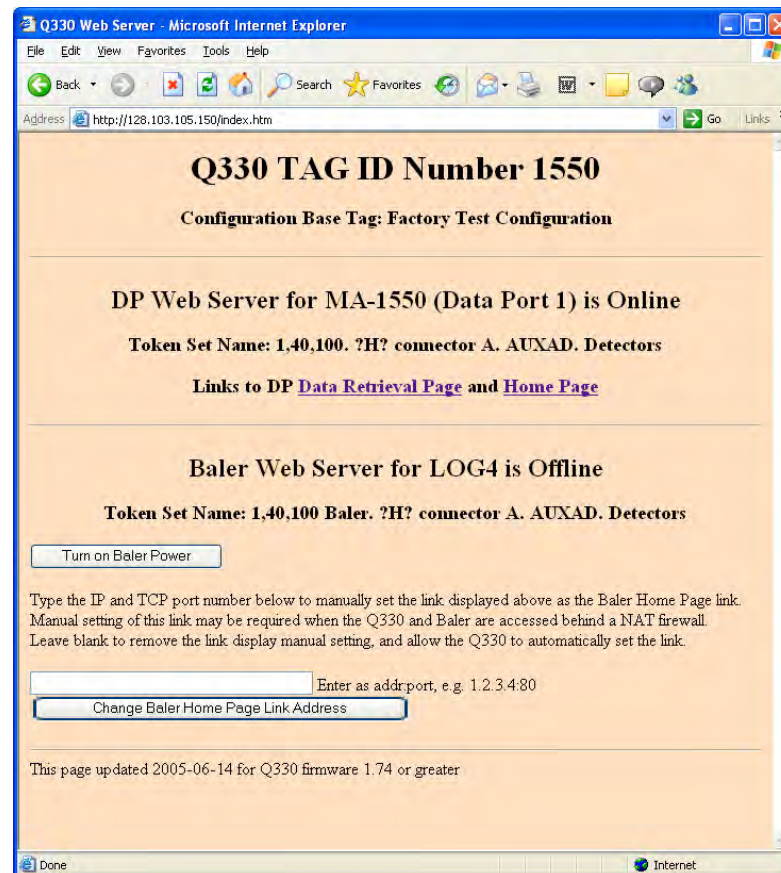 Q330 Web Server - Microsoft Internet Explorer
File Edit View Favorites Tools Help
Back Search Favorites
Address http://128.103.105.150/index.htm Go Links
Q330 TAG ID Number 1550
Configuration Base Tag: Factory Test Configuration
DP Web Server for MA-1550 (Data Port 1) is Online
Token Set Name: 1,40,100. ?H? connector A. AUXAD. Detectors
Links to DP Data Retrieval Page and Home Page
Baler Web Server for LOG4 is Offline
Token Set Name: 1,40,100 Baler. ?H? connector A. AUXAD. Detectors
Turn on Baler Power
Type the IP and TCP port number below to manually set the link displayed above as the Baler Home Page link.
Manual setting of this link may be required when the Q330 and Baler are accessed behind a NAT firewall.
Leave blank to remove the link display manual setting, and allow the Q330 to automatically set the link.
Enter as addr:port, e.g. 1.2.3.4:80
Change Baler Home Page Link Address
This page updated 2005-06-14 for Q330 firmware 1.74 or greater
Done Internet